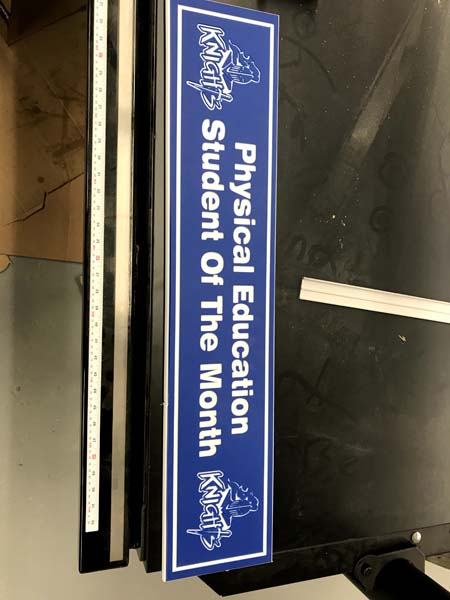 Physical Education
Student Of The Month
KNIGHTS
KNIGHTS